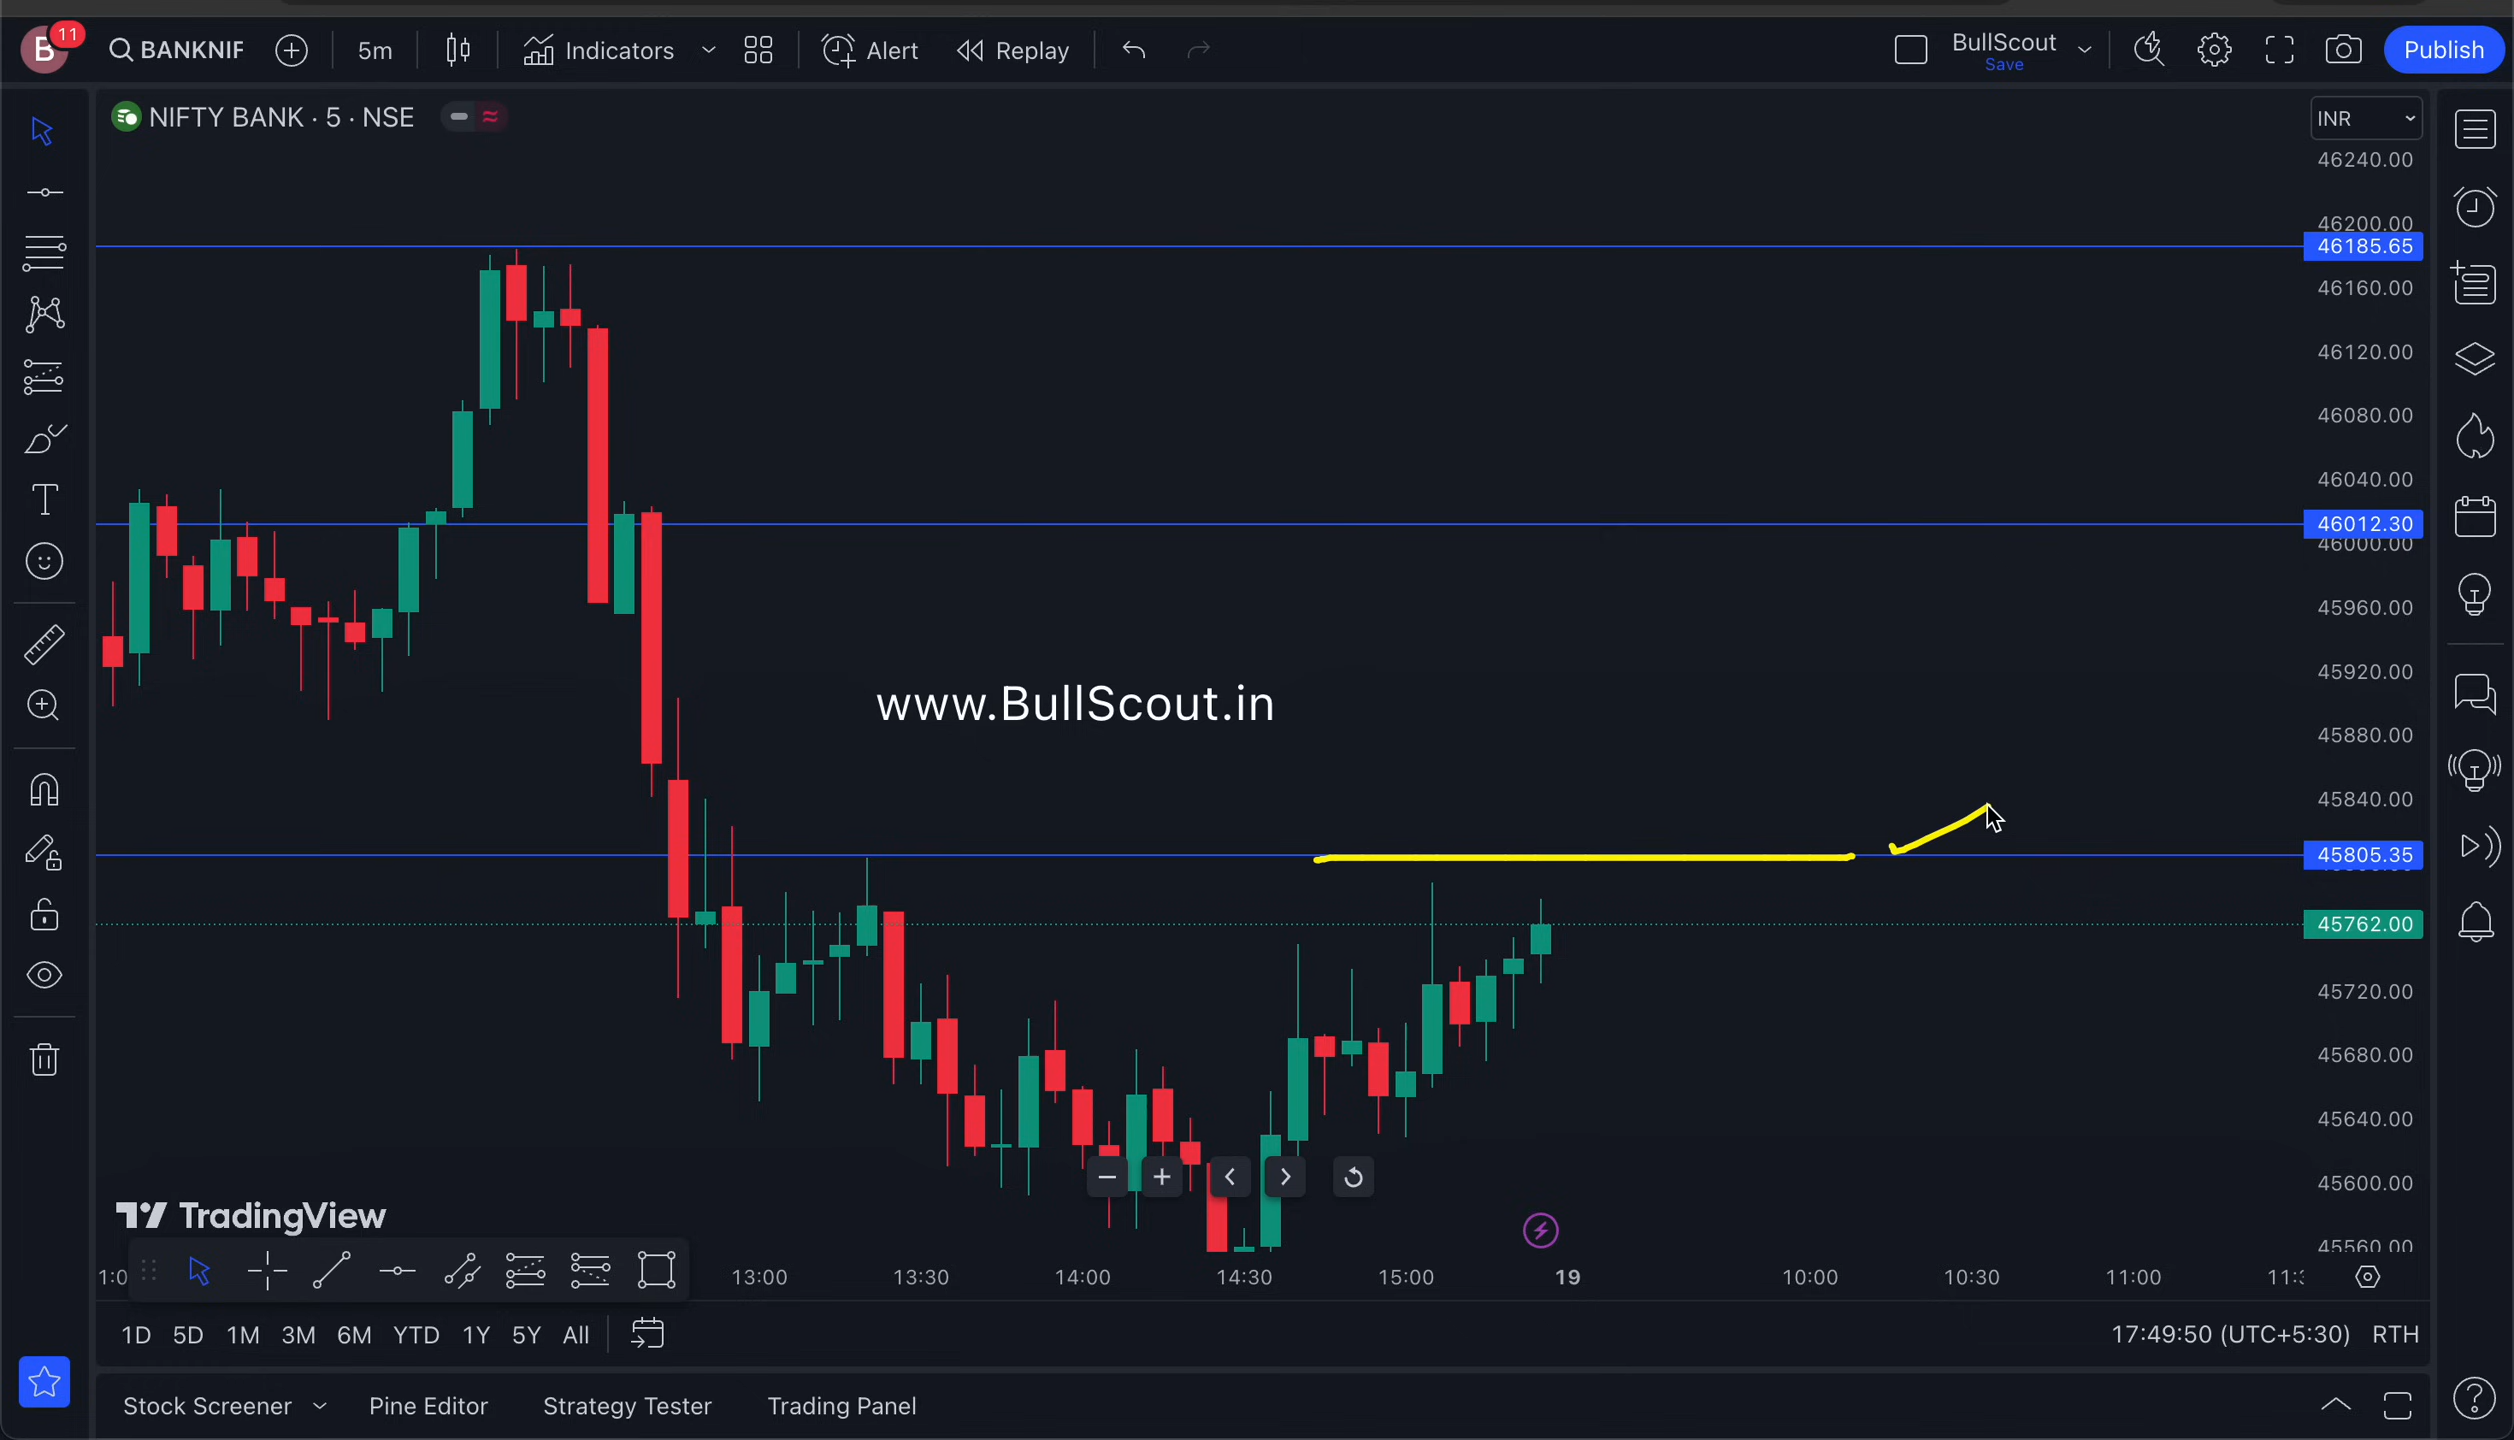 B 11 BANKNIF 5m Indicators Alert Replay BullScout Publish
Save
NIFTY BANK · 5 · NSE
INR
46240.00
46200.00
46185.65
46160.00
46120.00
46080.00
46040.00
46012.30
46000.00
45960.00
45920.00
www.BullScout.in
45880.00
45840.00
45805.35
45762.00
45720.00
45680.00
45640.00
45600.00
45560.00
TradingView
13:00 13:30 14:00 14:30 15:00 19 10:00 10:30 11:00
1D 5D 1M 3M 6M YTD 1Y 5Y All 17:49:50 (UTC+5:30) RTH
Stock Screener Pine Editor Strategy Tester Trading Panel